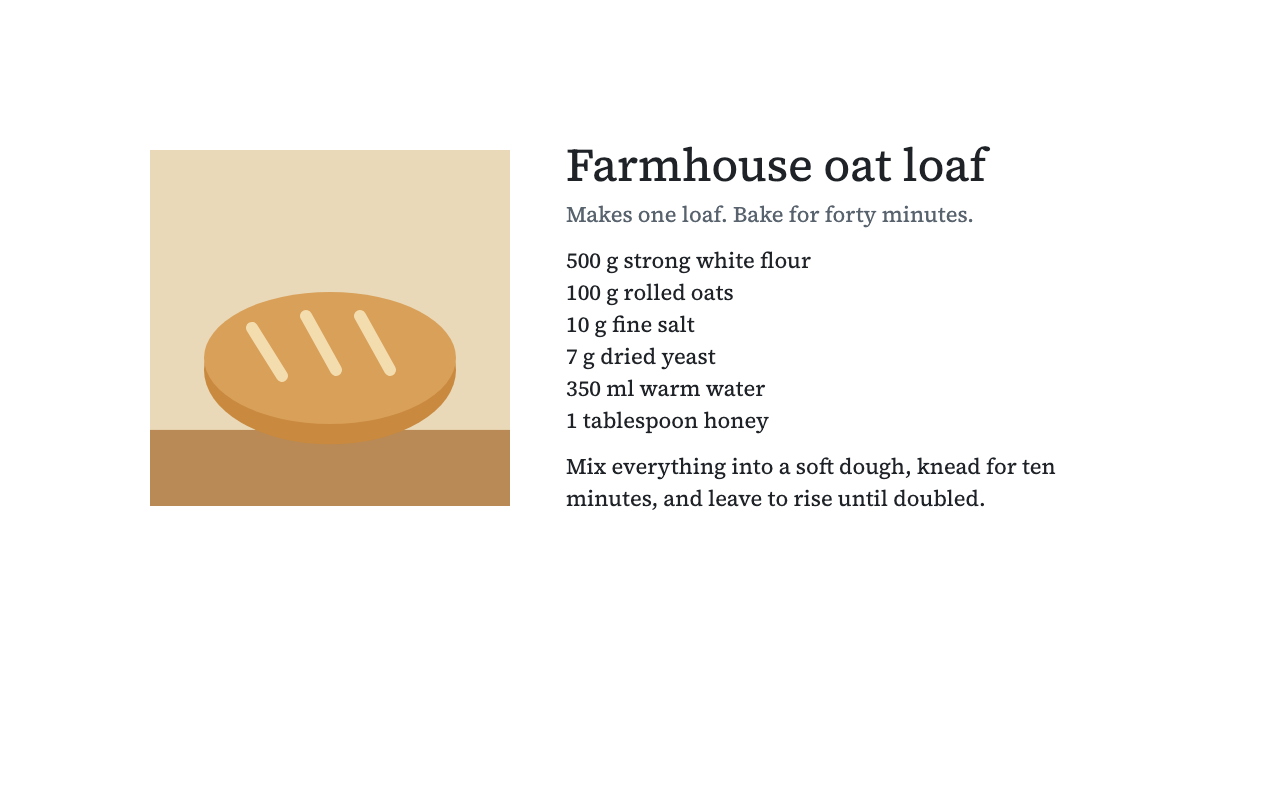 Farmhouse oat loaf
Makes one loaf. Bake for forty minutes.
500 g strong white flour
100 g rolled oats
10 g fine salt
7 g dried yeast
350 ml warm water
1 tablespoon honey
Mix everything into a soft dough, knead for ten
minutes, and leave to rise until doubled.